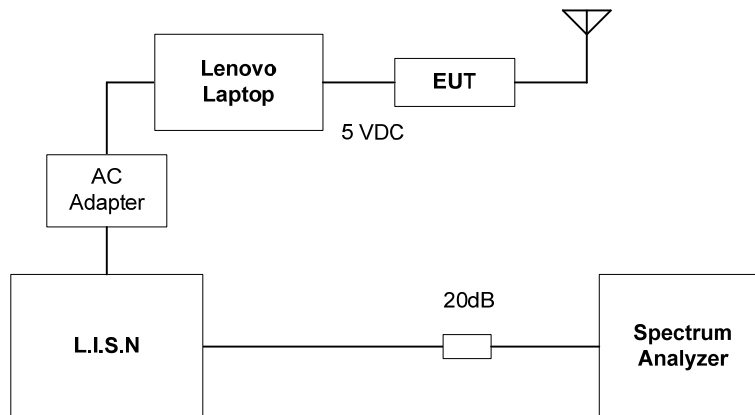 Lenovo
Laptop
EUT
5 VDC
AC
Adapter
20dB
L.I.S.N
Spectrum
Analyzer